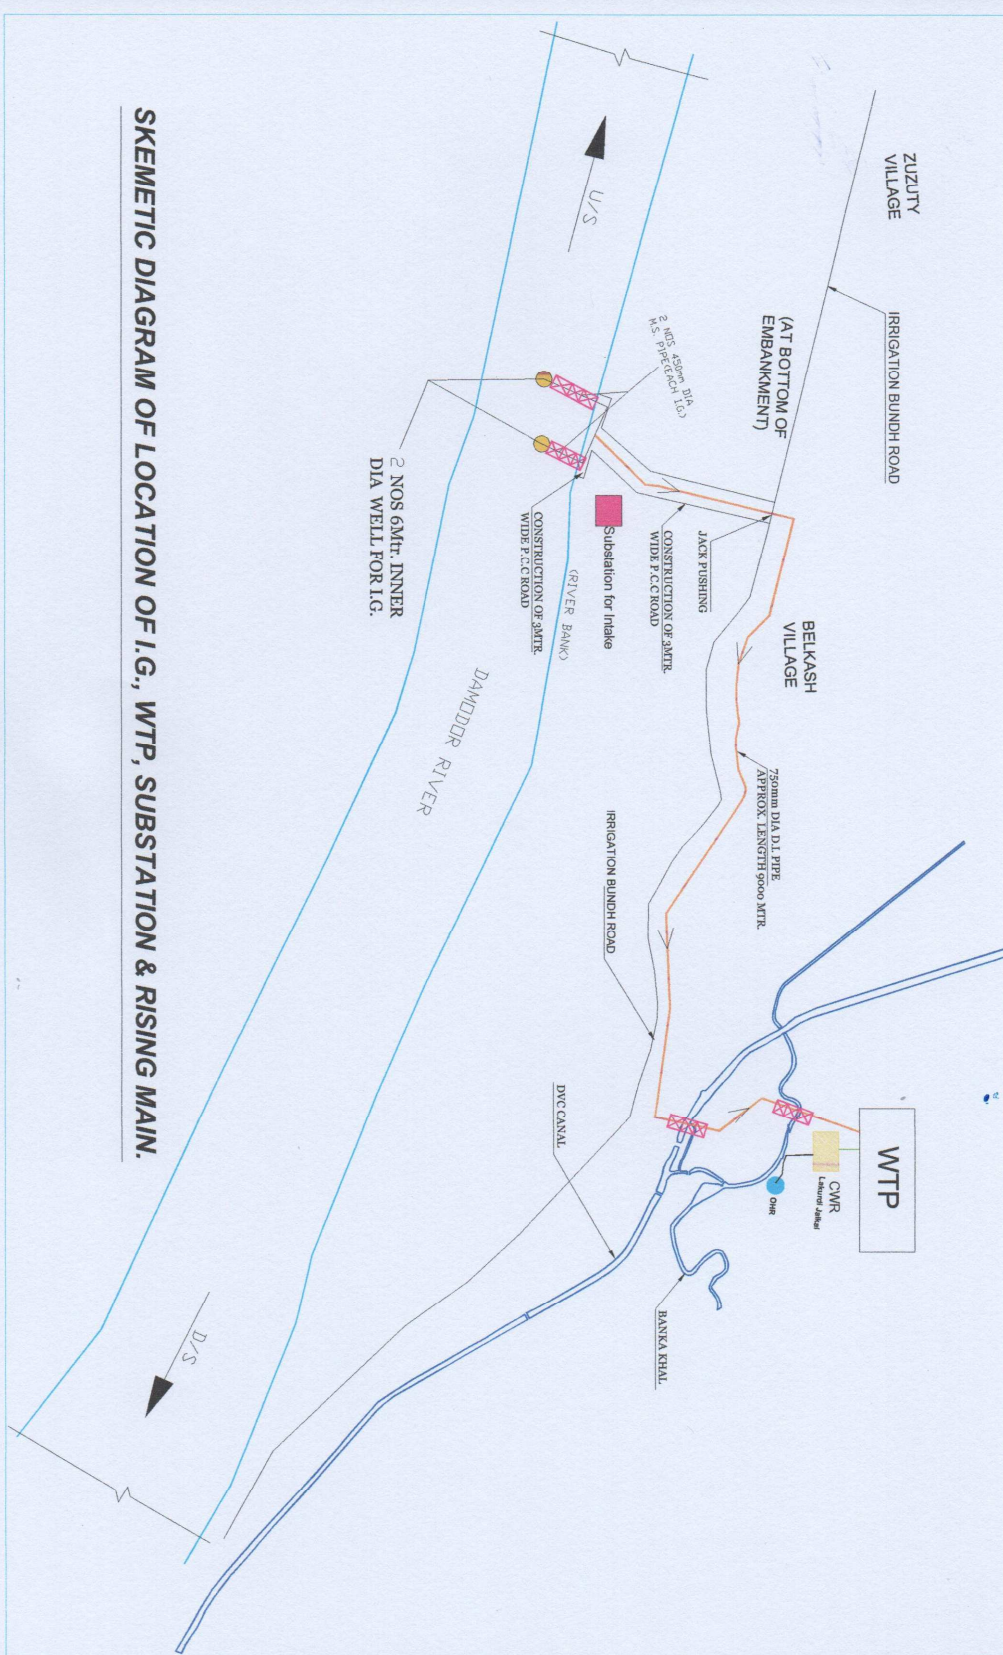 ZUZUTY
VILLAGE
IRRIGATION BUNDH ROAD
(AT BOTTOM OF
EMBANKMENT)
U/S
2 NOS 450mm DIA
M.S. PIPE(EACH I.G.)
JACK PUSHING
CONSTRUCTION OF 3MTR.
WIDE P.C.C ROAD
Substation for Intake
(RIVER BANK)
CONSTRUCTION OF 3MTR.
WIDE P.C.C ROAD
2 NOS 6Mtr. INNER
DIA WELL FOR I.G.
BELKASH
VILLAGE
750mm DIA D.I. PIPE
APPROX. LENGTH 9000 MTR.
DAMODOR RIVER
IRRIGATION BUNDH ROAD
WTP
CWR
Lakurdi Jalkal
OHR
DVC CANAL
BANKA KHAL
D/S
SKEMETIC DIAGRAM OF LOCATION OF I.G., WTP, SUBSTATION & RISING MAIN.